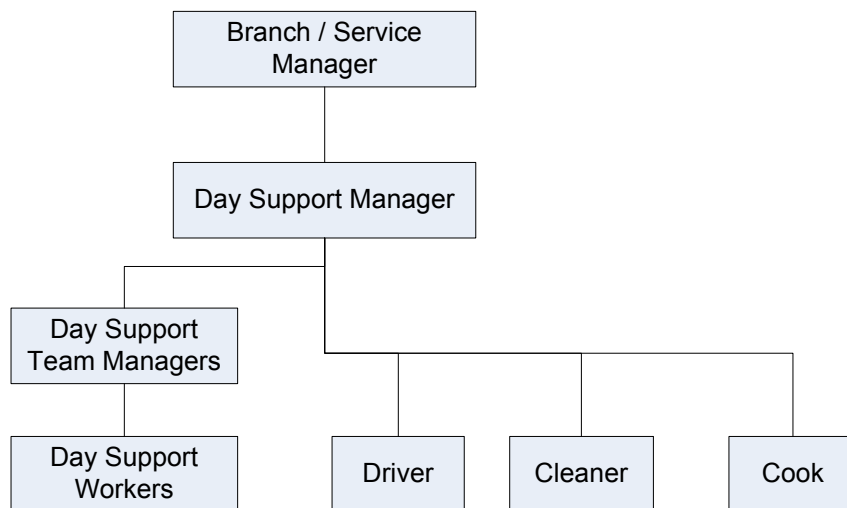 Branch / Service
Manager
Day Support Manager
Day Support
Team Managers
Day Support
Workers
Driver
Cleaner
Cook